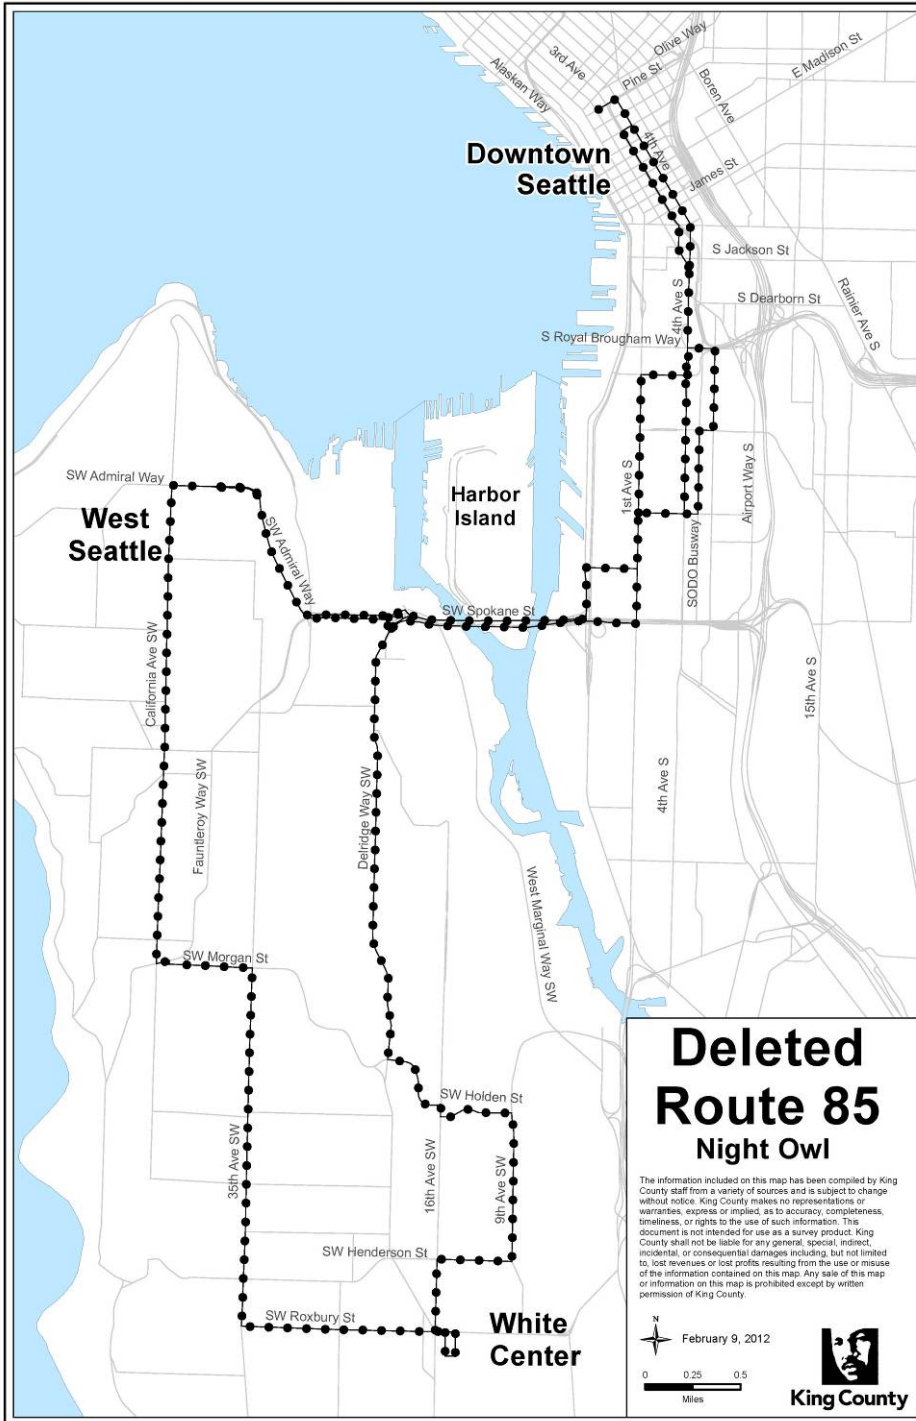 Olive Way
3rd Ave
E Madison St
Pine St
Alaskan Way
Boren Ave
4th Ave
Downtown
Seattle
James St
S Jackson St
4th Ave S
S Dearborn St
Rainier Ave S
S Royal Brougham Way
SW Admiral Way
West
Seattle
Harbor
Island
1st Ave S
Airport Way S
SW Admiral Way
SODO Busway
SW Spokane St
California Ave SW
15th Ave S
4th Ave S
Fauntleroy Way SW
Delridge Way SW
West Marginal Way SW
SW Morgan St
SW Holden St
35th Ave SW
16th Ave SW
9th Ave SW
SW Henderson St
SW Roxbury St
White
Center
Deleted
Route 85
Night Owl
The information included on this map has been compiled by King
County staff from a variety of sources and is subject to change
without notice. King County makes no representations or
warranties, express or implied, as to accuracy, completeness,
timeliness, or rights to the use of such information. This
document is not intended for use as a survey product. King
County shall not be liable for any general, special, indirect,
incidental, or consequential damages including, but not limited
to, lost revenues or lost profits resulting from the use or misuse
of the information contained on this map. Any sale of this map
or information on this map is prohibited except by written
permission of King County.
N
February 9, 2012
0 0.25 0.5
Miles
King County